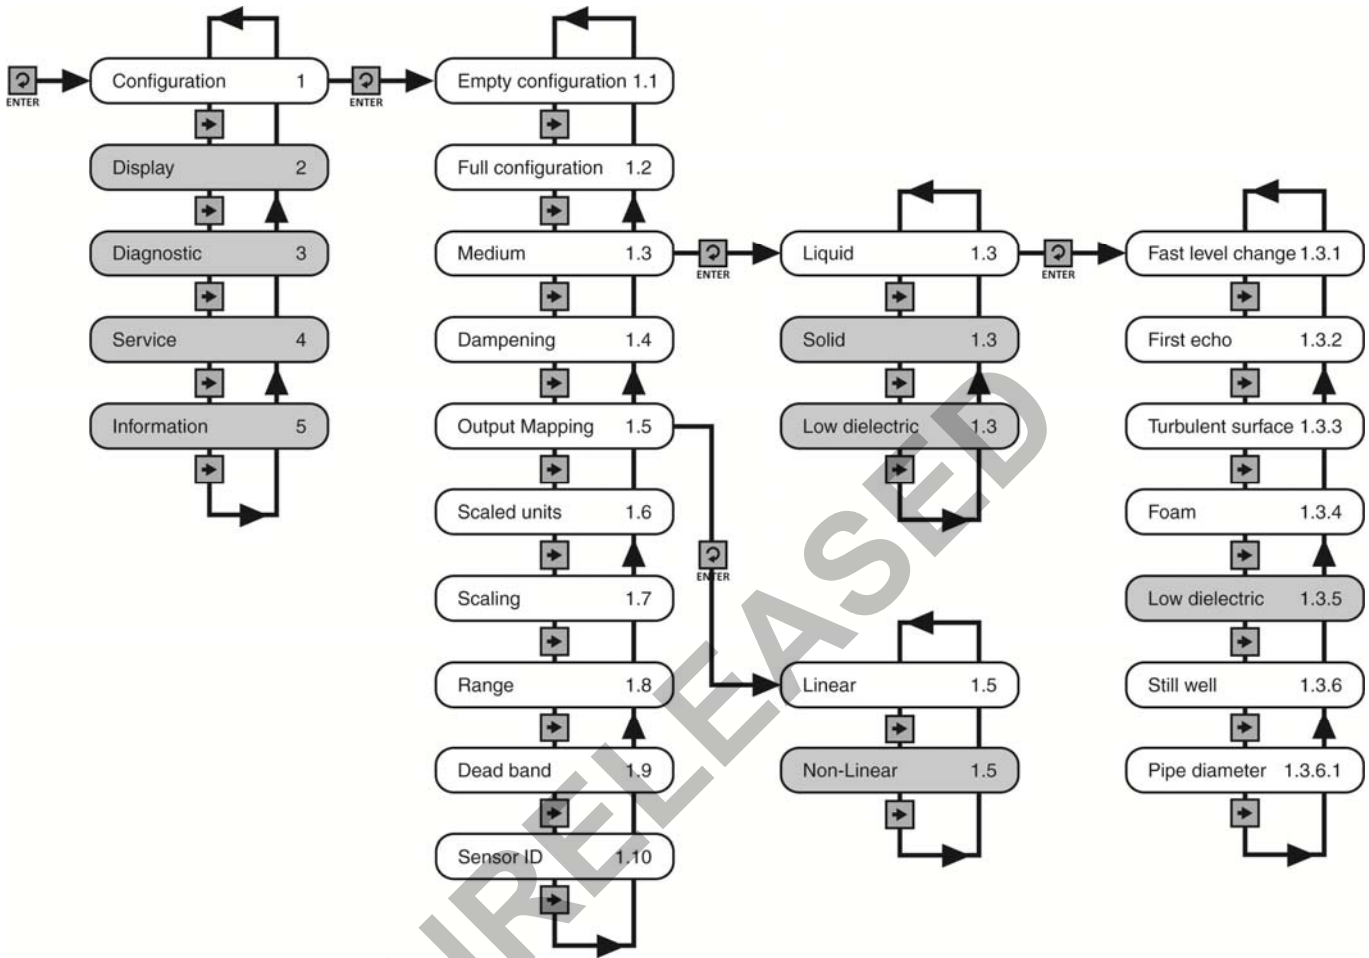 Configuration 1
Display 2
Diagnostic 3
Service 4
Information 5
ENTER
ENTER
Empty configuration 1.1
Full configuration 1.2
Medium 1.3
Dampening 1.4
Output Mapping 1.5
Scaled units 1.6
Scaling 1.7
Range 1.8
Dead band 1.9
Sensor ID 1.10
ENTER
ENTER
Liquid 1.3
Solid 1.3
Low dielectric 1.3
Linear 1.5
Non-Linear 1.5
ENTER
Fast level change 1.3.1
First echo 1.3.2
Turbulent surface 1.3.3
Foam 1.3.4
Low dielectric 1.3.5
Still well 1.3.6
Pipe diameter 1.3.6.1